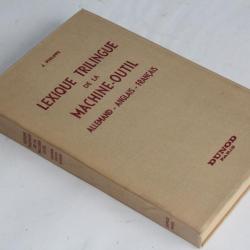 LEXIQUE TRILINGUE
DE LA
MACHINE-OUTIL
ALLEMAND - ANGLAIS - FRANÇAIS
DUNOD
PARIS